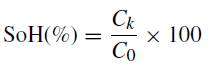 SoH(%) = C_k / C_0 × 100